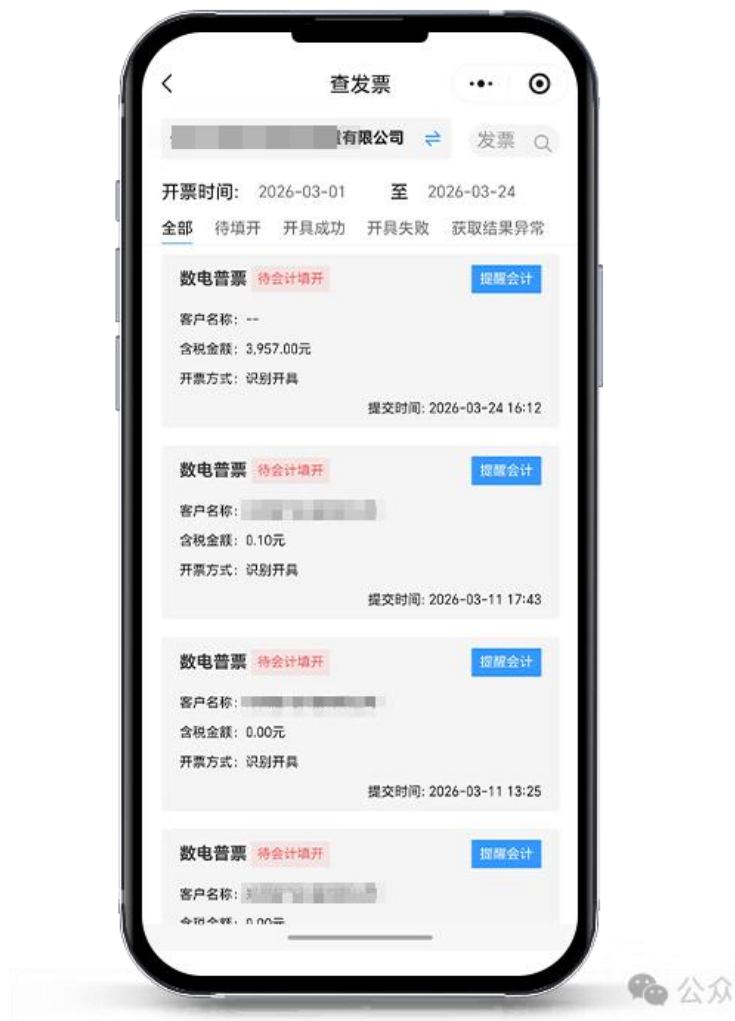 查发票
有限公司
发票
开票时间: 2026-03-01 至 2026-03-24
全部 待填开 开具成功 开具失败 获取结果异常
数电普票 待会计填开 提醒会计
客户名称: --
含税金额: 3,957.00元
开票方式: 识别开具
提交时间: 2026-03-24 16:12
数电普票 待会计填开 提醒会计
客户名称:
含税金额: 0.10元
开票方式: 识别开具
提交时间: 2026-03-11 17:43
数电普票 待会计填开 提醒会计
客户名称:
含税金额: 0.00元
开票方式: 识别开具
提交时间: 2026-03-11 13:25
数电普票 待会计填开 提醒会计
客户名称:
含税金额: 0.00元
公众